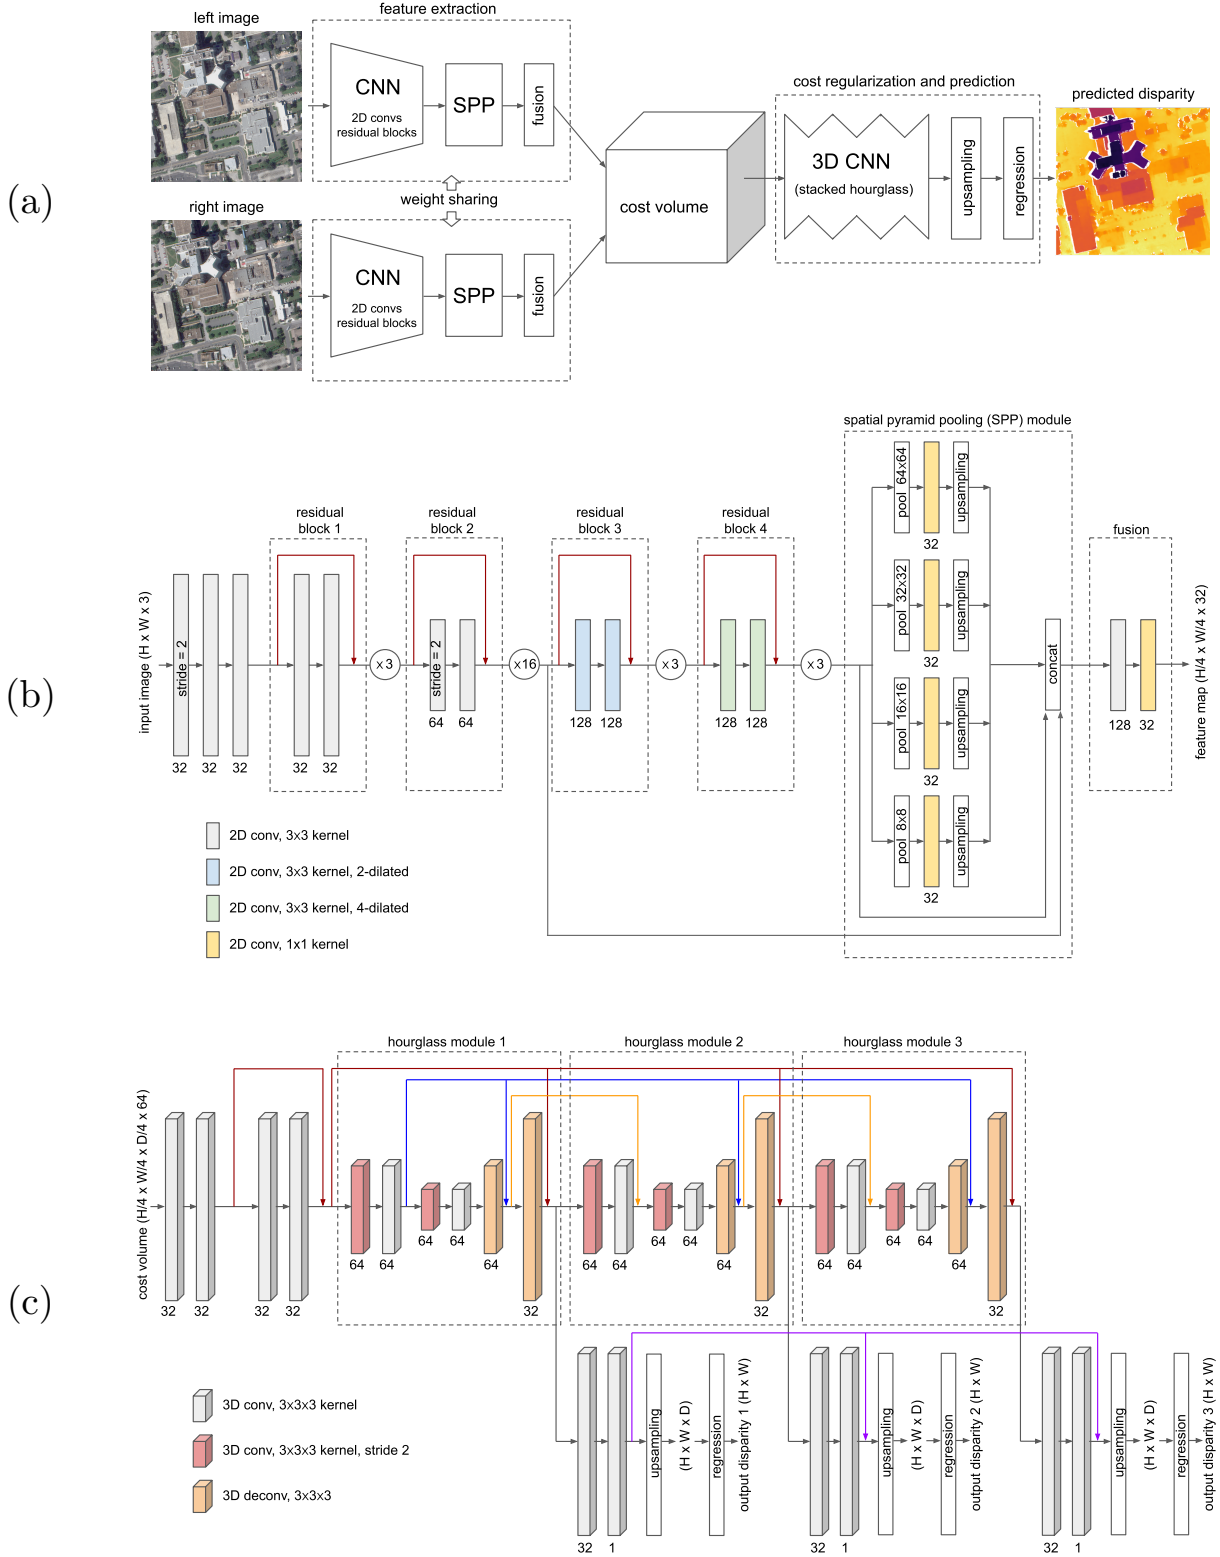 (a)
left image
feature extraction
CNN
2D convs
residual blocks
SPP
fusion
weight sharing
right image
CNN
2D convs
residual blocks
SPP
fusion
cost volume
cost regularization and prediction
3D CNN
(stacked hourglass)
upsampling
regression
predicted disparity
(b)
input image (H x W x 3)
stride = 2
32
32
32
residual
block 1
32
32
x 3
residual
block 2
stride = 2
64
64
x16
residual
block 3
128
128
x 3
residual
block 4
128
128
x 3
spatial pyramid pooling (SPP) module
pool 64x64
32
upsampling
pool 32x32
32
upsampling
pool 16x16
32
upsampling
pool 8x8
32
upsampling
concat
fusion
128
32
feature map (H/4 x W/4 x 32)
2D conv, 3x3 kernel
2D conv, 3x3 kernel, 2-dilated
2D conv, 3x3 kernel, 4-dilated
2D conv, 1x1 kernel
(c)
cost volume (H/4 x W/4 x D/4 x 64)
32
32
32
32
hourglass module 1
64
64
64
64
64
32
hourglass module 2
64
64
64
64
64
32
hourglass module 3
64
64
64
64
64
32
32
1
upsampling
(H x W x D)
regression
output disparity 1 (H x W)
32
1
upsampling
(H x W x D)
regression
output disparity 2 (H x W)
32
1
upsampling
(H x W x D)
regression
output disparity 3 (H x W)
3D conv, 3x3x3 kernel
3D conv, 3x3x3 kernel, stride 2
3D deconv, 3x3x3